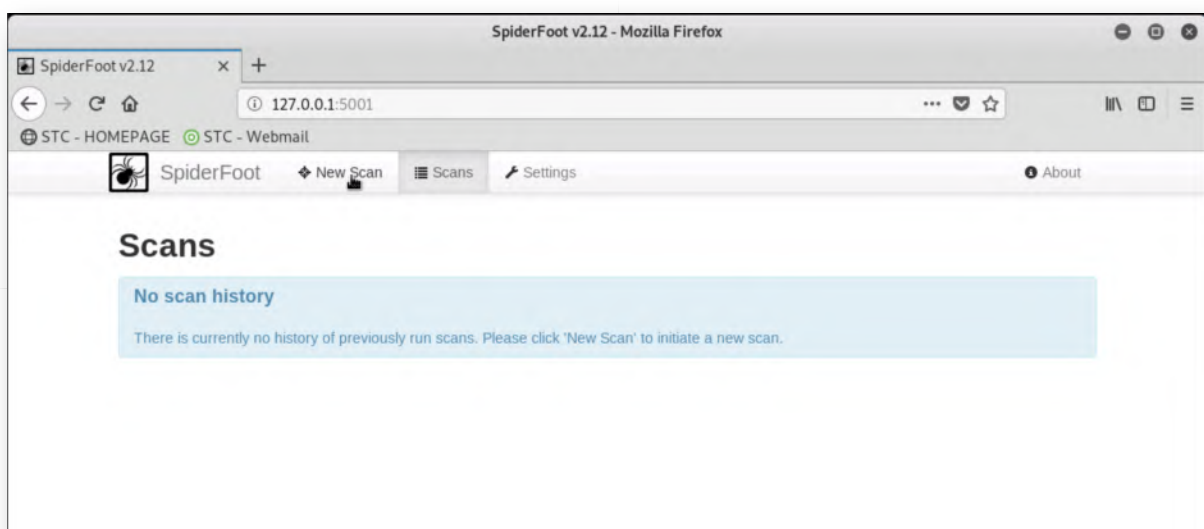 SpiderFoot v2.12 - Mozilla Firefox
SpiderFoot v2.12
127.0.0.1:5001
STC - HOMEPAGE STC - Webmail
SpiderFoot New Scan Scans Settings About
Scans
No scan history
There is currently no history of previously run scans. Please click 'New Scan' to initiate a new scan.